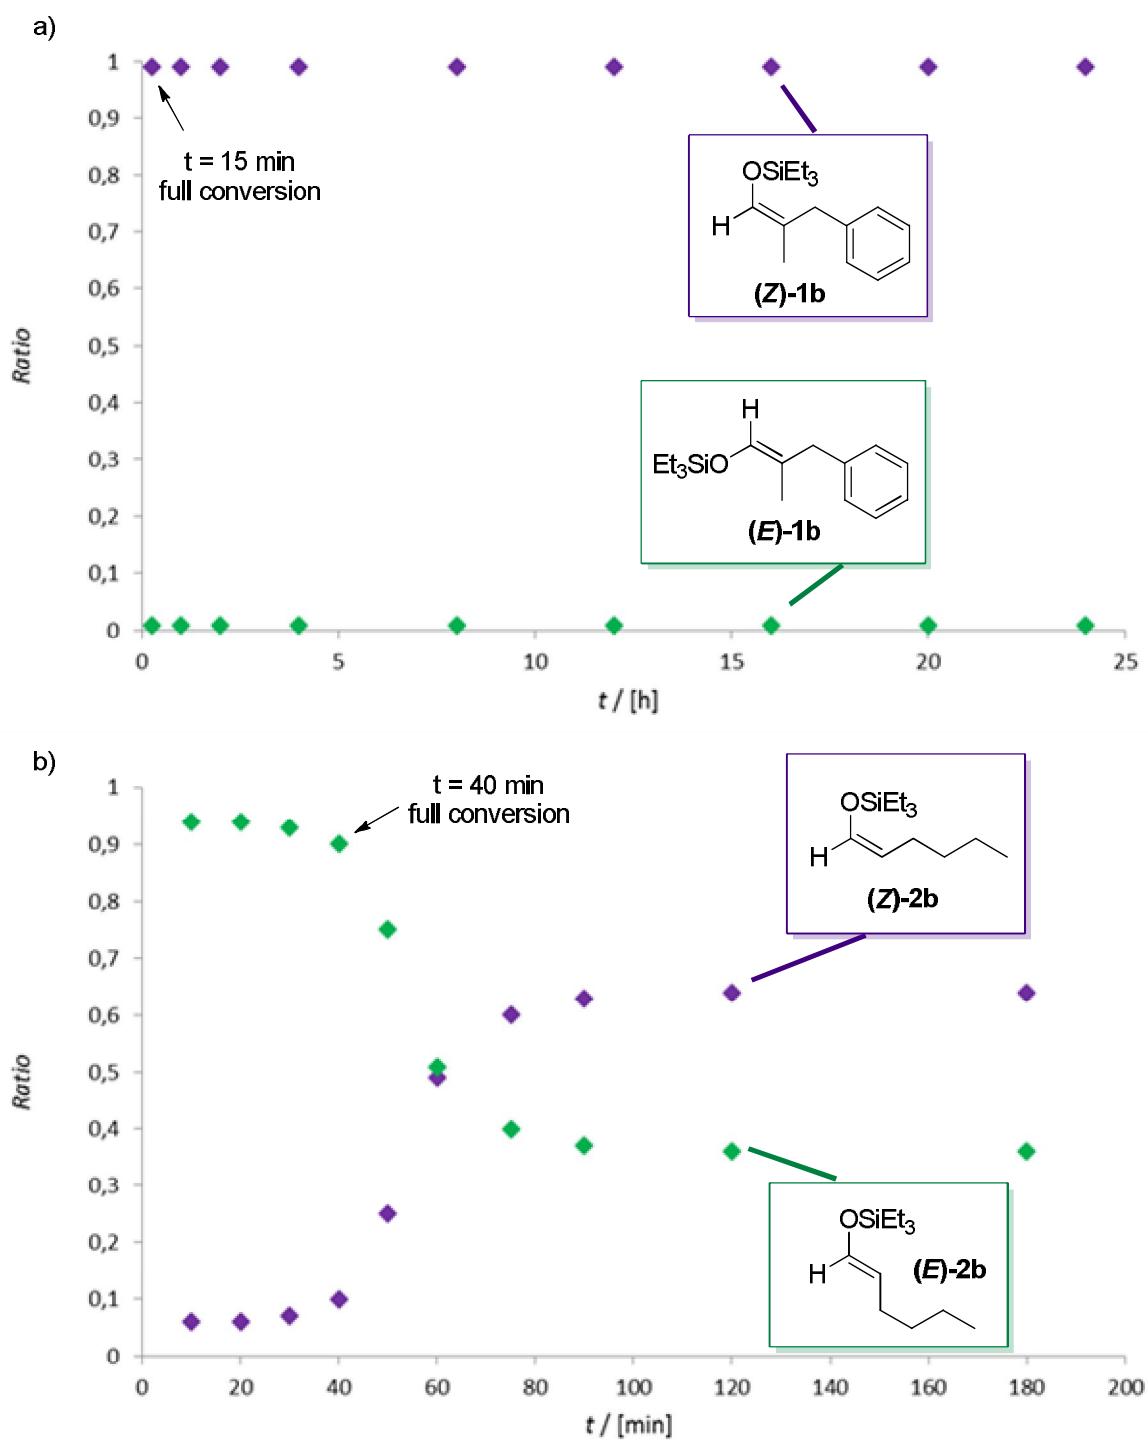 a)
1
0,9
0,8
0,7
0,6
0,5
0,4
0,3
0,2
0,1
0
Ratio
t = 15 min
full conversion
OSiEt3
H
(Z)-1b
H
Et3SiO
(E)-1b
0 5 10 15 20 25
t / [h]
b)
1
0,9
0,8
0,7
0,6
0,5
0,4
0,3
0,2
0,1
0
Ratio
t = 40 min
full conversion
OSiEt3
H
(Z)-2b
OSiEt3
H
(E)-2b
0 20 40 60 80 100 120 140 160 180 200
t / [min]